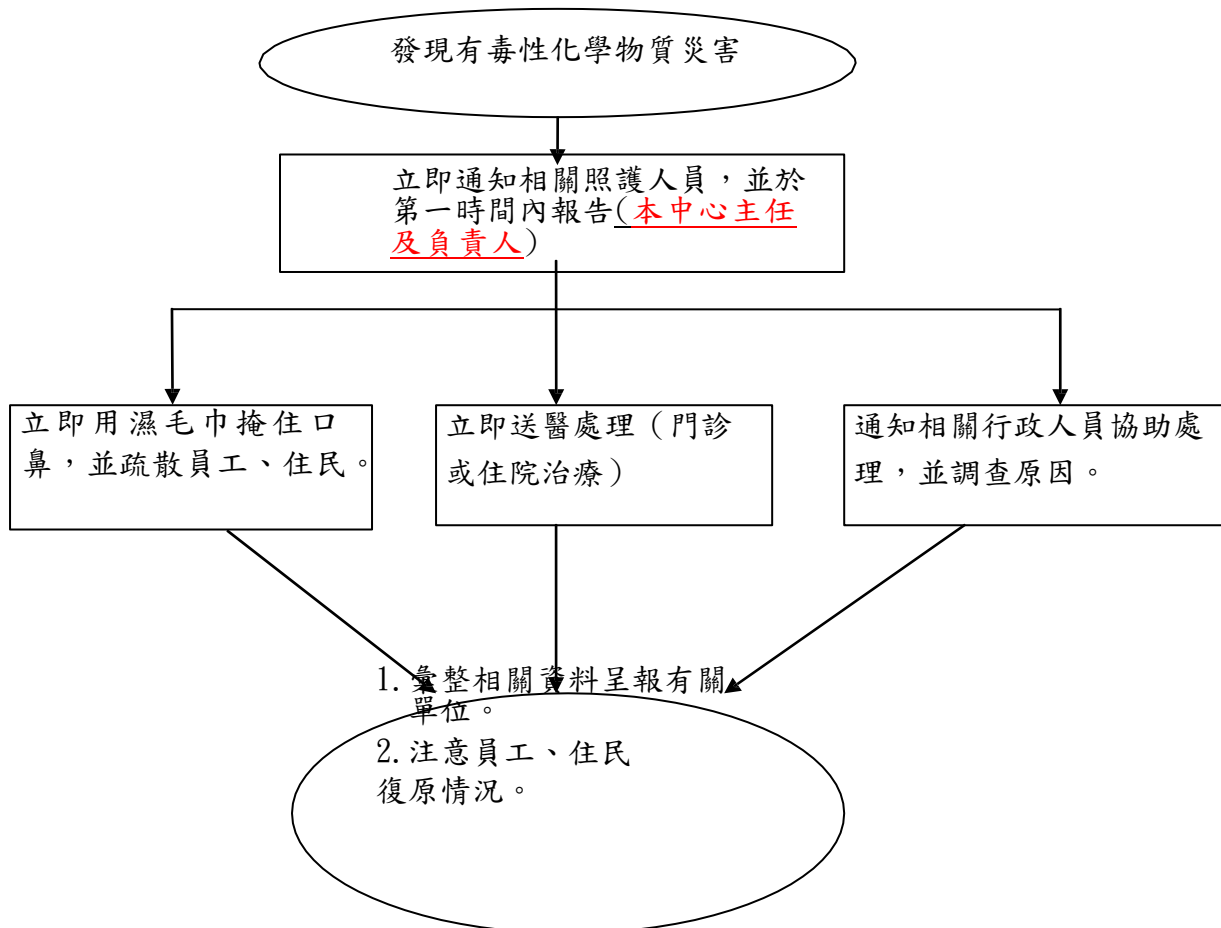 發現有毒性化學物質災害
立即通知相關照護人員，並於
第一時間內報告(本中心主任
及負責人)
立即用濕毛巾掩住口
鼻，並疏散員工、住民。
立即送醫處理（門診
或住院治療）
通知相關行政人員協助處
理，並調查原因。
1. 彙整相關資料呈報有關
單位。
2. 注意員工、住民
復原情況。